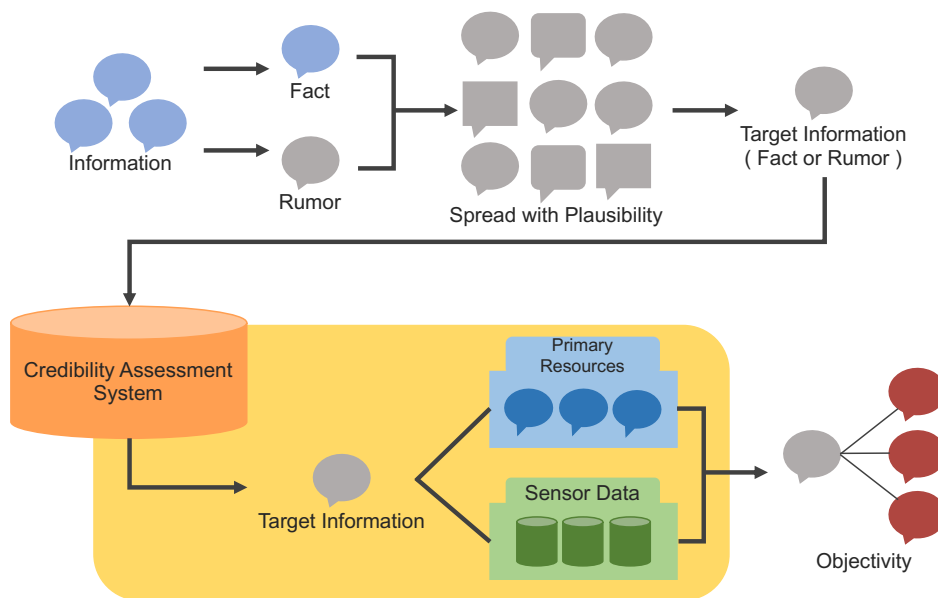 Fact
Information
Rumor
Spread with Plausibility
Target Information
( Fact or Rumor )
Credibility Assessment
System
Primary
Resources
Target Information
Sensor Data
Objectivity